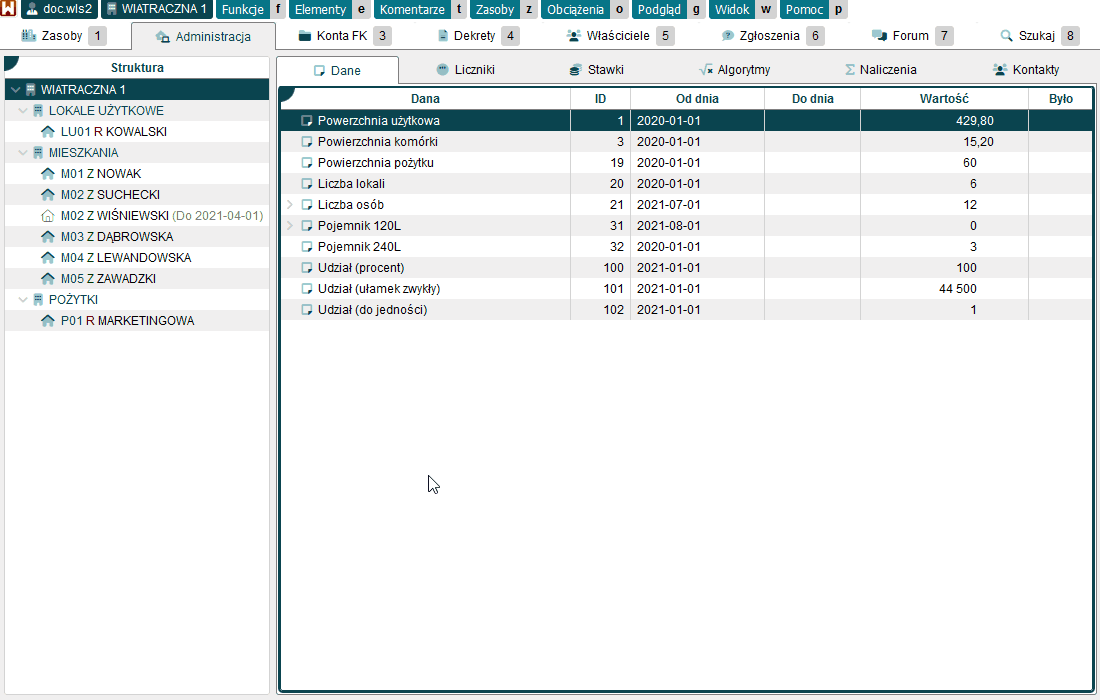 W doc.wls2 WIATRACZNA 1 Funkcje f Elementy e Komentarze t Zasoby z Obciążenia o Podgląd g Widok w Pomoc p
Zasoby 1 Administracja Konta FK 3 Dekrety 4 Właściciele 5 Zgłoszenia 6 Forum 7 Szukaj 8
Struktura
WIATRACZNA 1
LOKALE UŻYTKOWE
LU01 R KOWALSKI
MIESZKANIA
M01 Z NOWAK
M02 Z SUCHECKI
M02 Z WIŚNIEWSKI (Do 2021-04-01)
M03 Z DĄBROWSKA
M04 Z LEWANDOWSKA
M05 Z ZAWADZKI
POŻYTKI
P01 R MARKETINGOWA
Dane Liczniki Stawki Algorytmy Naliczenia Kontakty
Dana ID Od dnia Do dnia Wartość Było
Powerzchnia użytkowa 1 2020-01-01 429,80
Powierzchnia komórki 3 2020-01-01 15,20
Powierzchnia pożytku 19 2020-01-01 60
Liczba lokali 20 2020-01-01 6
Liczba osób 21 2021-07-01 12
Pojemnik 120L 31 2021-08-01 0
Pojemnik 240L 32 2020-01-01 3
Udział (procent) 100 2021-01-01 100
Udział (ułamek zwykły) 101 2021-01-01 44 500
Udział (do jedności) 102 2021-01-01 1